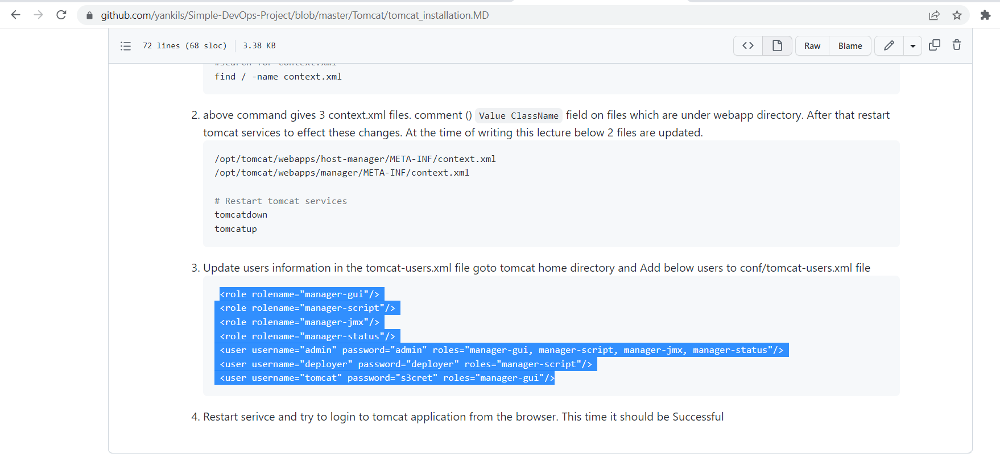 github.com/yankils/Simple-DevOps-Project/blob/master/Tomcat/tomcat_installation.MD
72 lines (68 sloc) 3.38 KB
Raw Blame
#search for context.xml
find / -name context.xml
2. above command gives 3 context.xml files. comment () Value ClassName field on files which are under webapp directory. After that restart
tomcat services to effect these changes. At the time of writing this lecture below 2 files are updated.
/opt/tomcat/webapps/host-manager/META-INF/context.xml
/opt/tomcat/webapps/manager/META-INF/context.xml
# Restart tomcat services
tomcatdown
tomcatup
3. Update users information in the tomcat-users.xml file goto tomcat home directory and Add below users to conf/tomcat-users.xml file
<role rolename="manager-gui"/>
<role rolename="manager-script"/>
<role rolename="manager-jmx"/>
<role rolename="manager-status"/>
<user username="admin" password="admin" roles="manager-gui, manager-script, manager-jmx, manager-status"/>
<user username="deployer" password="deployer" roles="manager-script"/>
<user username="tomcat" password="s3cret" roles="manager-gui"/>
4. Restart serivce and try to login to tomcat application from the browser. This time it should be Successful